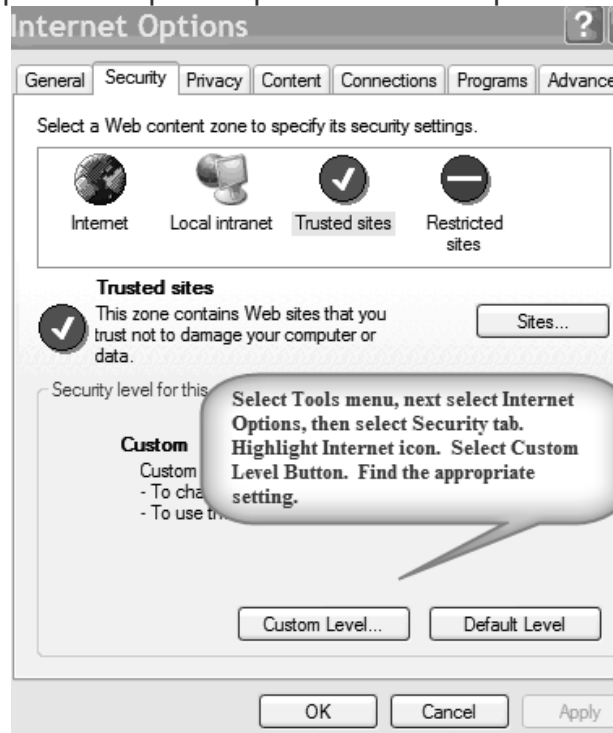 Internet Options
General Security Privacy Content Connections Programs Advance
Select a Web content zone to specify its security settings.
Internet Local intranet Trusted sites Restricted
sites
Trusted sites
This zone contains Web sites that you
trust not to damage your computer or
data.
Sites...
Security level for this
Select Tools menu, next select Internet
Options, then select Security tab.
Highlight Internet icon. Select Custom
Level Button. Find the appropriate
setting.
Custom
Custom
- To cha
- To use th
Custom Level... Default Level
OK Cancel Apply